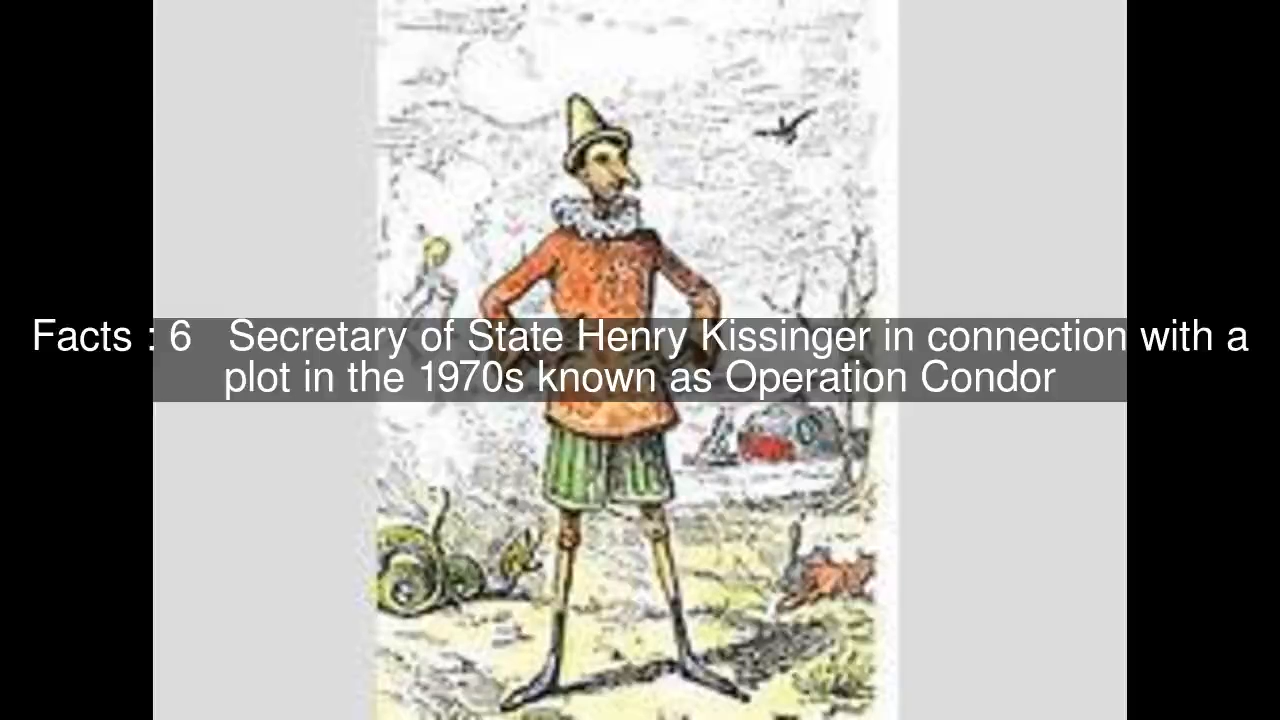 Facts : 6 Secretary of State Henry Kissinger in connection with a
plot in the 1970s known as Operation Condor